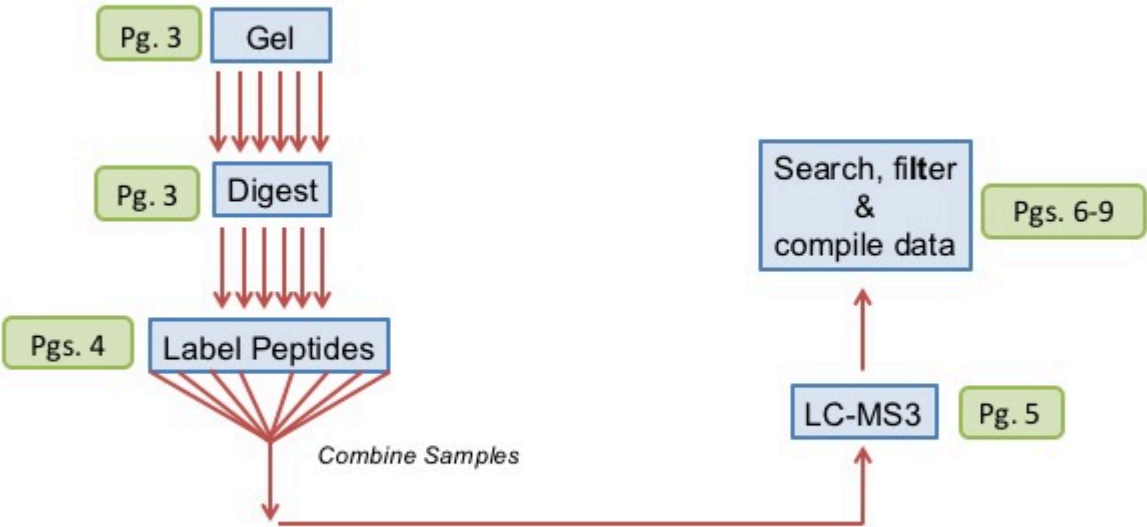 Pg. 3
Gel
Pg. 3
Digest
Pgs. 4
Label Peptides
Combine Samples
Search, filter
&
compile data
Pgs. 6-9
LC-MS3
Pg. 5